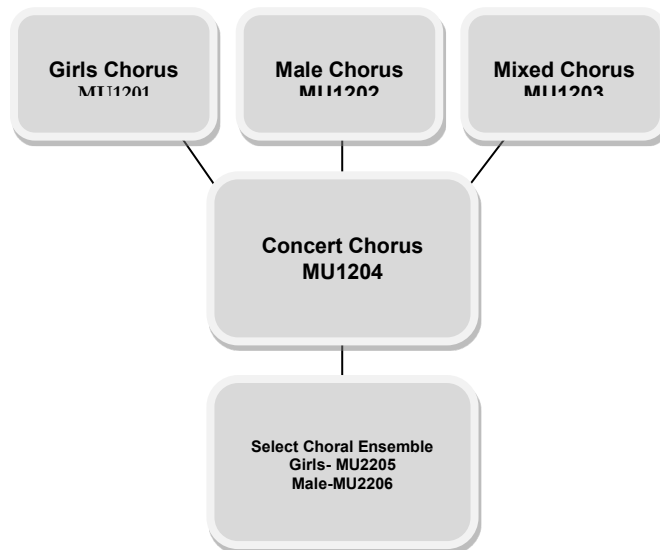 Girls Chorus
MU1201
Male Chorus
MU1202
Mixed Chorus
MU1203
Concert Chorus
MU1204
Select Choral Ensemble
Girls- MU2205
Male-MU2206